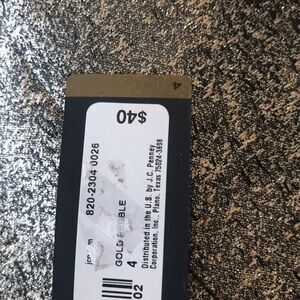 4
$40
820-2304 0026
GOLD PEBBLE
4
Distributed in the U.S. by J.C. Penney
Corporation, Inc., Plano, Texas 75024-3698
02